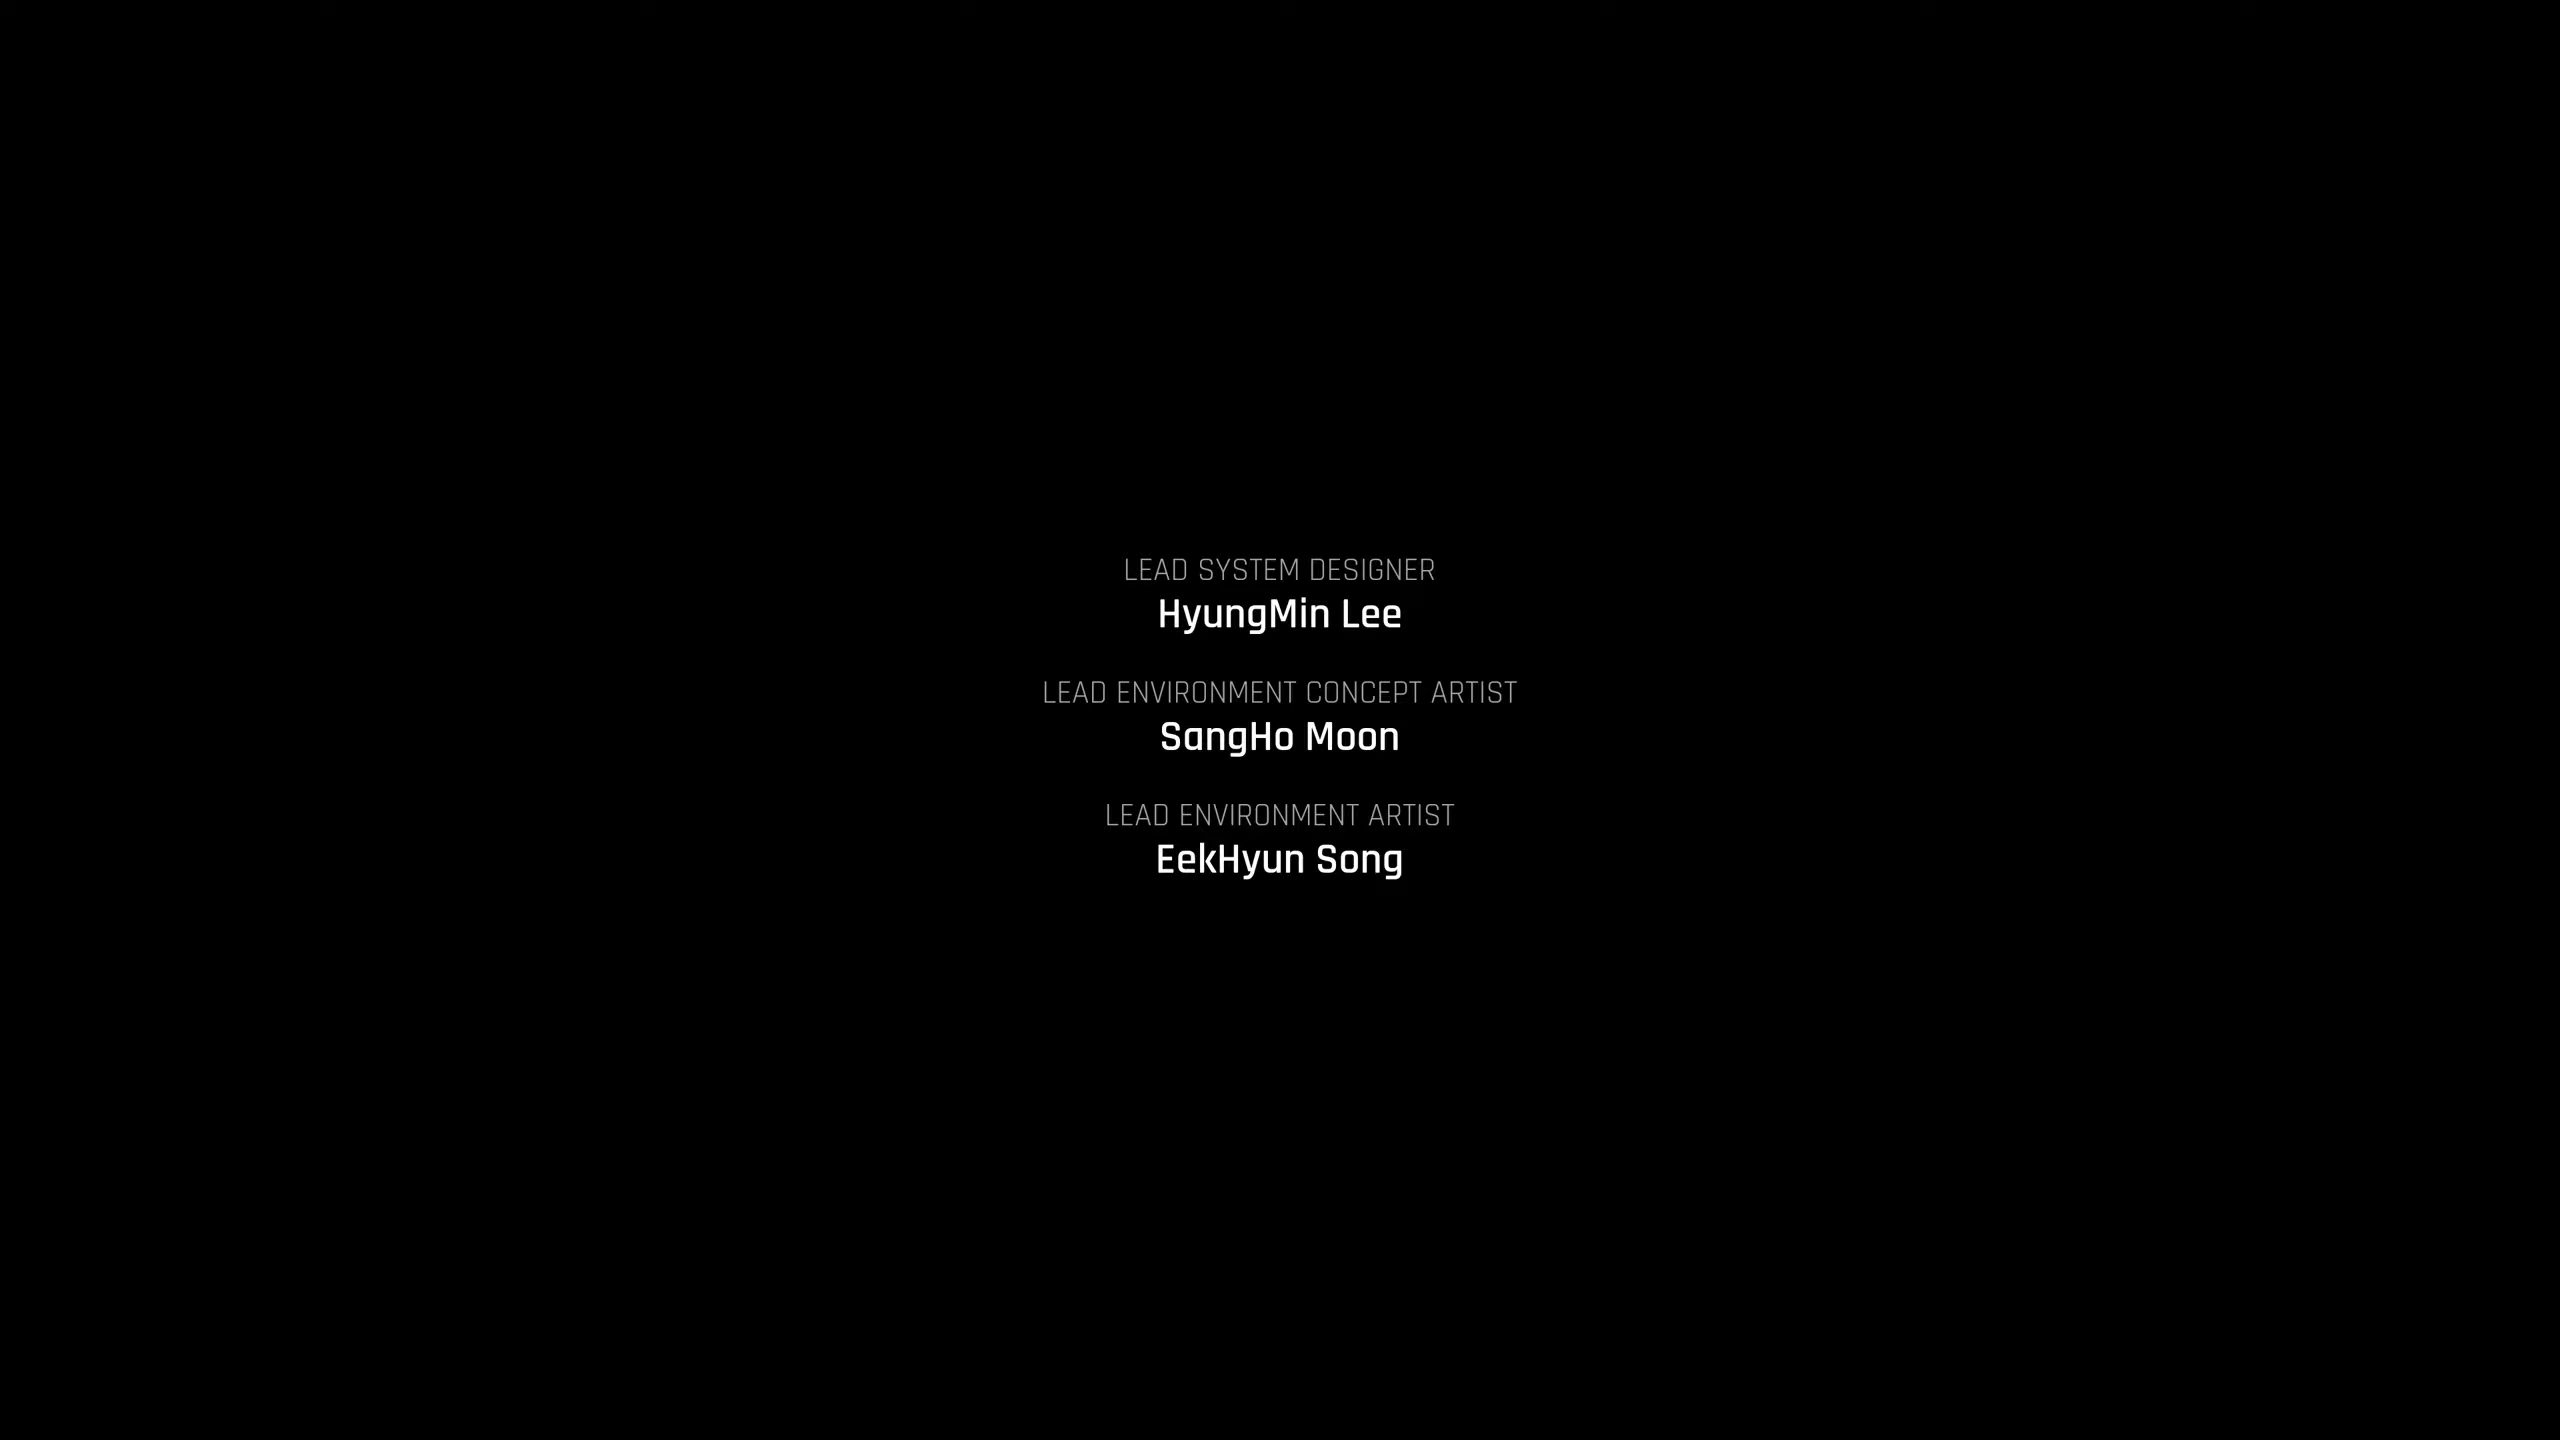 LEAD SYSTEM DESIGNER
HyungMin Lee
LEAD ENVIRONMENT CONCEPT ARTIST
SangHo Moon
LEAD ENVIRONMENT ARTIST
EekHyun Song